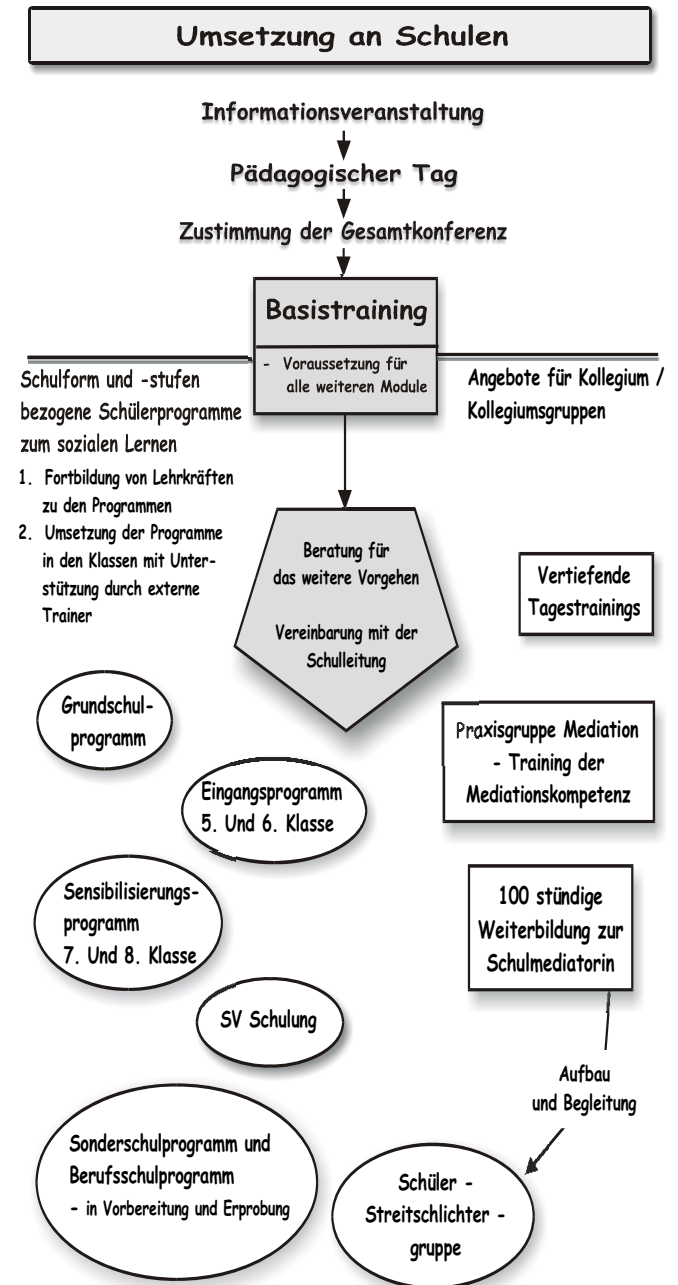 Umsetzung an Schulen
Informationsveranstaltung
Pädagogischer Tag
Zustimmung der Gesamtkonferenz
Basistraining
- Voraussetzung für
alle weiteren Module
Schulform und -stufen
bezogene Schülerprogramme
zum sozialen Lernen
1. Fortbildung von Lehrkräften
zu den Programmen
2. Umsetzung der Programme
in den Klassen mit Unter-
stützung durch externe
Trainer
Angebote für Kollegium /
Kollegiumsgruppen
Beratung für
das weitere Vorgehen
Vereinbarung mit der
Schulleitung
Vertiefende
Tagestrainings
Grundschul-
programm
Praxisgruppe Mediation
- Training der
Mediationskompetenz
Eingangsprogramm
5. Und 6. Klasse
Sensibilisierungs-
programm
7. Und 8. Klasse
100 stündige
Weiterbildung zur
Schulmediatorin
SV Schulung
Aufbau
und Begleitung
Sonderschulprogramm und
Berufsschulprogramm
- in Vorbereitung und Erprobung
Schüler -
Streitschlichter -
gruppe